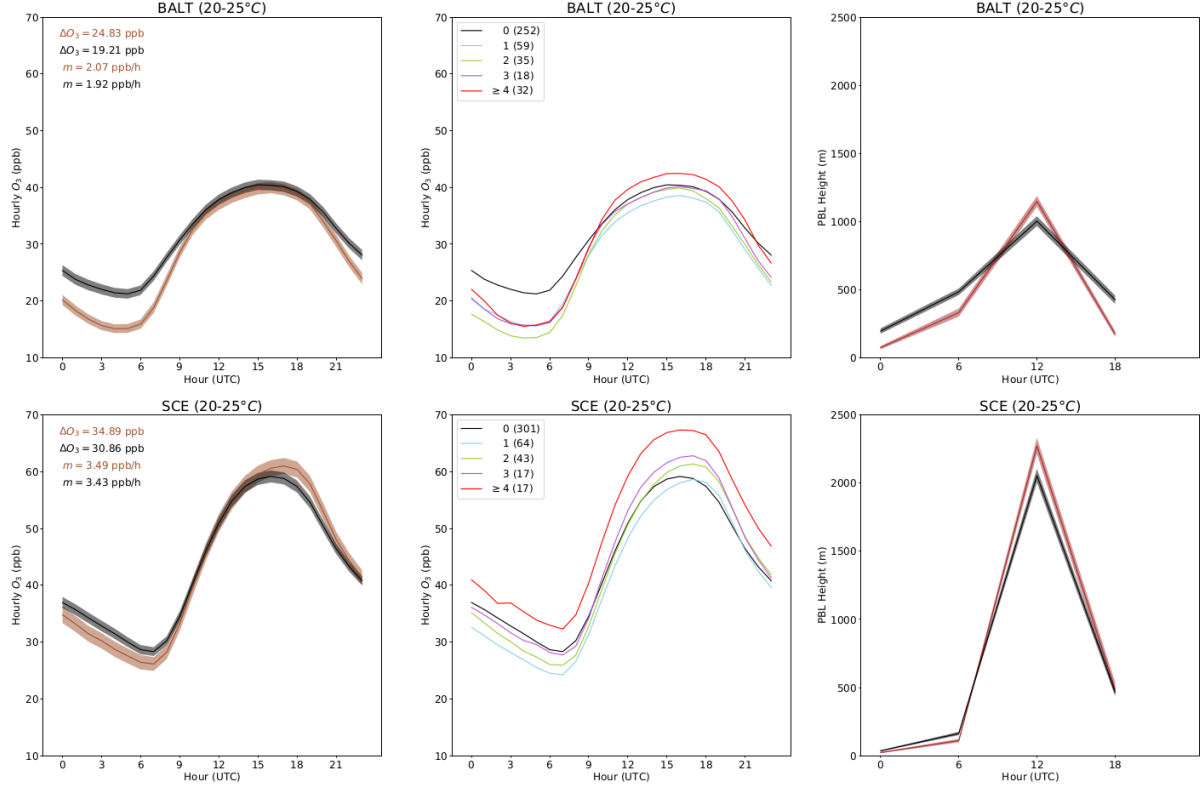 BALT (20-25°C)
70
60
50
40
30
20
10
Hourly O₃ (ppb)
ΔO₃ = 24.83 ppb
ΔO₃ = 19.21 ppb
m = 2.07 ppb/h
m = 1.92 ppb/h
0 3 6 9 12 15 18 21
Hour (UTC)
BALT (20-25°C)
70
60
50
40
30
20
10
Hourly O₃ (ppb)
0 (252)
1 (59)
2 (35)
3 (18)
≥ 4 (32)
0 3 6 9 12 15 18 21
Hour (UTC)
BALT (20-25°C)
2500
2000
1500
1000
500
0
PBL Height (m)
0 6 12 18
Hour (UTC)
SCE (20-25°C)
70
60
50
40
30
20
10
Hourly O₃ (ppb)
ΔO₃ = 34.89 ppb
ΔO₃ = 30.86 ppb
m = 3.49 ppb/h
m = 3.43 ppb/h
0 3 6 9 12 15 18 21
Hour (UTC)
SCE (20-25°C)
70
60
50
40
30
20
10
Hourly O₃ (ppb)
0 (301)
1 (64)
2 (43)
3 (17)
≥ 4 (17)
0 3 6 9 12 15 18 21
Hour (UTC)
SCE (20-25°C)
2500
2000
1500
1000
500
0
PBL Height (m)
0 6 12 18
Hour (UTC)